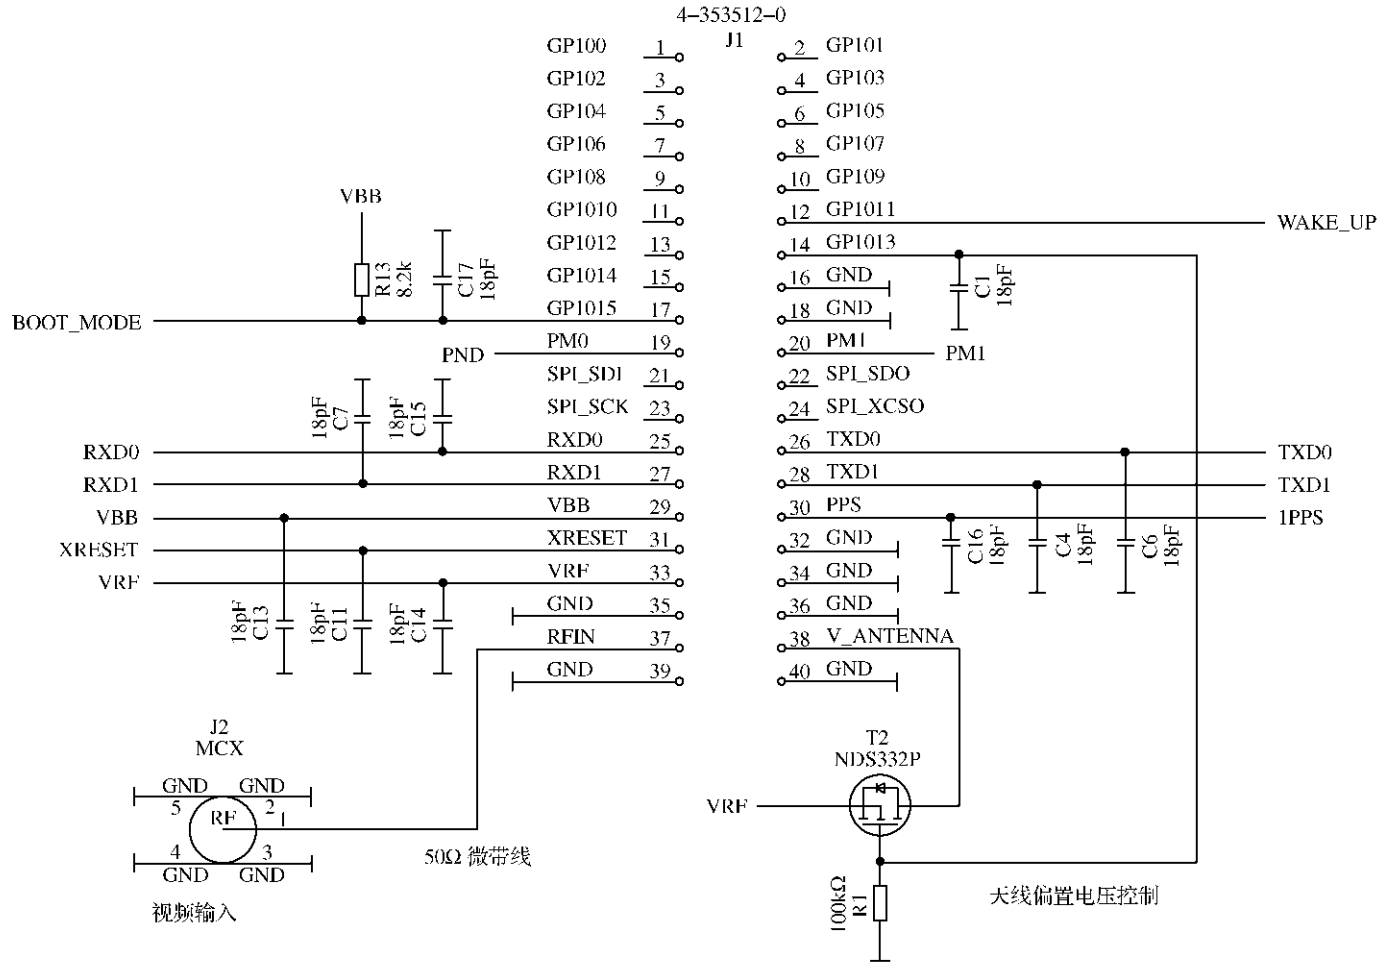 4-353512-0
J1
GP100 1 2 GP101
GP102 3 4 GP103
GP104 5 6 GP105
GP106 7 8 GP107
GP108 9 10 GP109
VBB
GP1010 11 12 GP1011
WAKE_UP
GP1012 13 14 GP1013
R13
8.2k
C17
18pF
C1
18pF
GP1014 15 16 GND
GP1015 17 18 GND
BOOT_MODE
PND PM0 19 20 PM1 PM1
SPI_SDI 21 22 SPI_SDO
SPI_SCK 23 24 SPI_XCSO
18pF
C7
18pF
C15
RXD0 RXD0 25 26 TXD0 TXD0
RXD1 RXD1 27 28 TXD1 TXD1
VBB VBB 29 30 PPS 1PPS
XRESET XRESET 31 32 GND
C16
18pF
C4
18pF
C6
18pF
VRF VRF 33 34 GND
GND 35 36 GND
18pF
C13
18pF
C11
18pF
C14
RFIN 37 38 V_ANTENNA
GND 39 40 GND
J2
MCX
T2
NDS332P
GND GND
5 2
RF 1
VRF
4 3
GND GND
50Ω 微带线
视频输入
100kΩ
R1
天线偏置电压控制